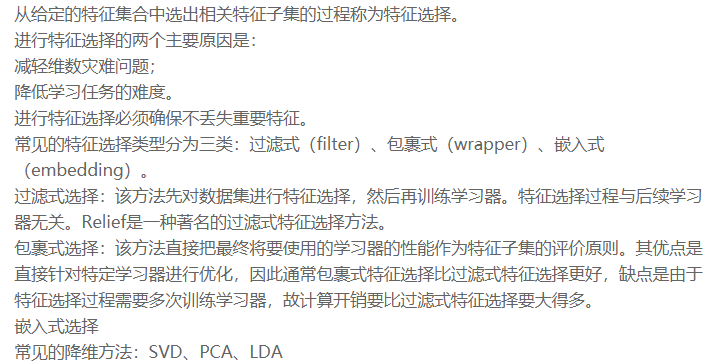 从给定的特征集合中选出相关特征子集的过程称为特征选择。
进行特征选择的两个主要原因是：
减轻维数灾难问题；
降低学习任务的难度。
进行特征选择必须确保不丢失重要特征。
常见的特征选择类型分为三类：过滤式（filter）、包裹式（wrapper）、嵌入式
（embedding）。
过滤式选择：该方法先对数据集进行特征选择，然后再训练学习器。特征选择过程与后续学习
器无关。Relief是一种著名的过滤式特征选择方法。
包裹式选择：该方法直接把最终将要使用的学习器的性能作为特征子集的评价原则。其优点是
直接针对特定学习器进行优化，因此通常包裹式特征选择比过滤式特征选择更好，缺点是由于
特征选择过程需要多次训练学习器，故计算开销要比过滤式特征选择要大得多。
嵌入式选择
常见的降维方法：SVD、PCA、LDA